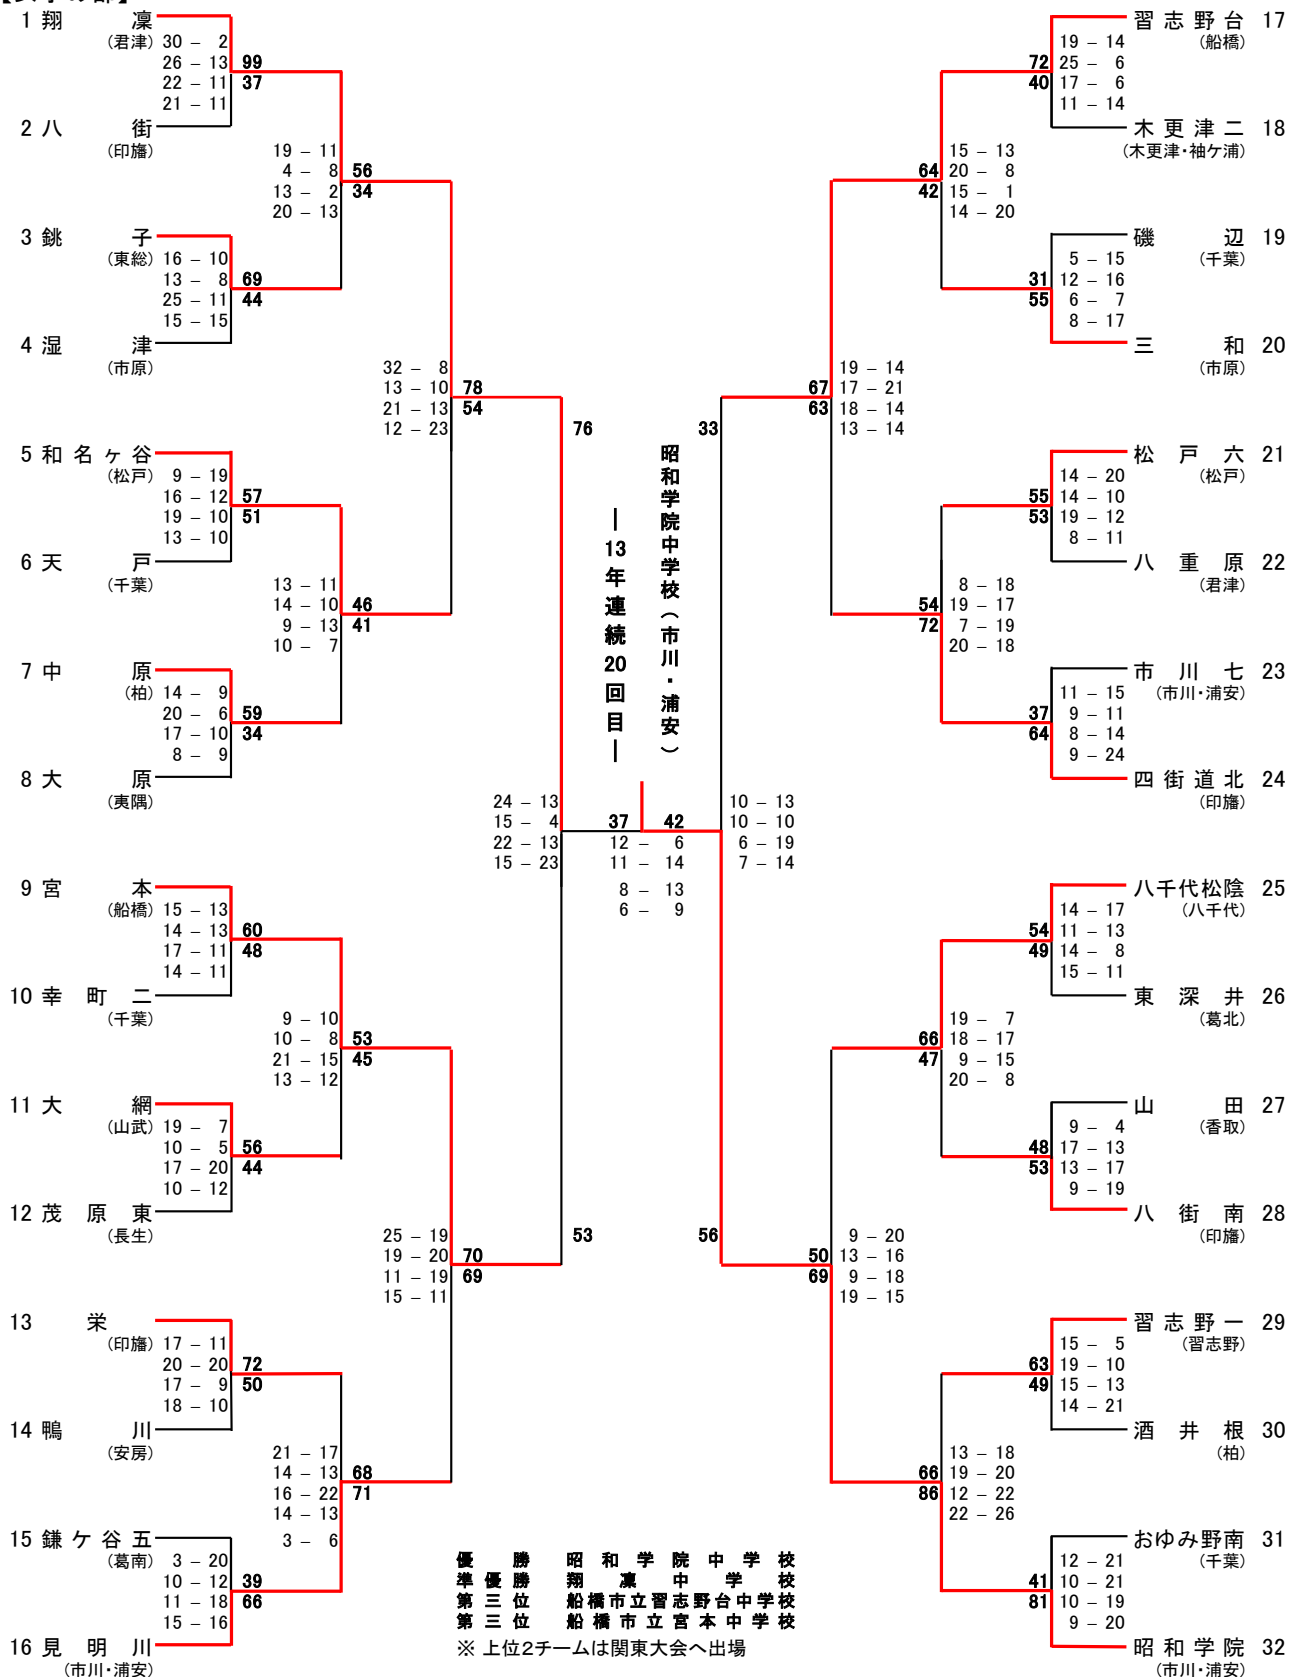 1 翔凜
(君津)
30 － 2
26 － 13
22 － 11
21 － 11
99
37
2 八街
(印旛)
19 － 11
4 － 8
13 － 2
20 － 13
56
34
3 銚子
(東総)
16 － 10
13 － 8
25 － 11
15 － 15
69
44
4 湿津
(市原)
32 － 8
13 － 10
21 － 13
12 － 23
78
54
5 和名ヶ谷
(松戸)
9 － 19
16 － 12
19 － 10
13 － 10
57
51
6 天戸
(千葉)
13 － 11
14 － 10
9 － 13
10 － 7
46
41
7 中原
(柏)
14 － 9
20 － 6
17 － 10
8 － 9
59
34
8 大原
(夷隅)
76
24 － 13
15 － 4
22 － 13
15 － 23
53
9 宮本
(船橋)
15 － 13
14 － 13
17 － 11
14 － 11
60
48
10 幸町二
(千葉)
9 － 10
10 － 8
21 － 15
13 － 12
53
45
11 大網
(山武)
19 － 7
10 － 5
17 － 20
10 － 12
56
44
12 茂原東
(長生)
25 － 19
19 － 20
11 － 19
15 － 11
70
69
13 栄
(印旛)
17 － 11
20 － 20
17 － 9
18 － 10
72
50
14 鴨川
(安房)
21 － 17
14 － 13
16 － 22
14 － 13
3 － 6
68
71
15 鎌ケ谷五
(葛南)
3 － 20
10 － 12
11 － 18
15 － 16
39
66
16 見明川
(市川・浦安)
昭和学院中学校(市川・浦安)
―13年連続20回目―
37 42
12 － 6
11 － 14
8 － 13
6 － 9
習志野台 17
(船橋)
72
40
19 － 14
25 － 6
17 － 6
11 － 14
木更津二 18
(木更津・袖ケ浦)
64
42
15 － 13
20 － 8
15 － 1
14 － 20
磯辺 19
(千葉)
31
55
5 － 15
12 － 16
6 － 7
8 － 17
三和 20
(市原)
67
63
19 － 14
17 － 21
18 － 14
13 － 14
松戸六 21
(松戸)
55
53
14 － 20
14 － 10
19 － 12
8 － 11
八重原 22
(君津)
54
72
8 － 18
19 － 17
7 － 19
20 － 18
市川七 23
(市川・浦安)
37
64
11 － 15
9 － 11
8 － 14
9 － 24
四街道北 24
(印旛)
33
10 － 13
10 － 10
6 － 19
7 － 14
56
八千代松陰 25
(八千代)
54
49
14 － 17
11 － 13
14 － 8
15 － 11
東深井 26
(葛北)
66
47
19 － 7
18 － 17
9 － 15
20 － 8
山田 27
(香取)
48
53
9 － 4
17 － 13
13 － 17
9 － 19
八街南 28
(印旛)
50
69
9 － 20
13 － 16
9 － 18
19 － 15
習志野一 29
(習志野)
63
49
15 － 5
19 － 10
15 － 13
14 － 21
酒井根 30
(柏)
66
86
13 － 18
19 － 20
12 － 22
22 － 26
おゆみ野南 31
(千葉)
41
81
12 － 21
10 － 21
10 － 19
9 － 20
昭和学院 32
(市川・浦安)
優勝 昭和学院中学校
準優勝 翔凜中学校
第三位 船橋市立習志野台中学校
第三位 船橋市立宮本中学校
※ 上位2チームは関東大会へ出場